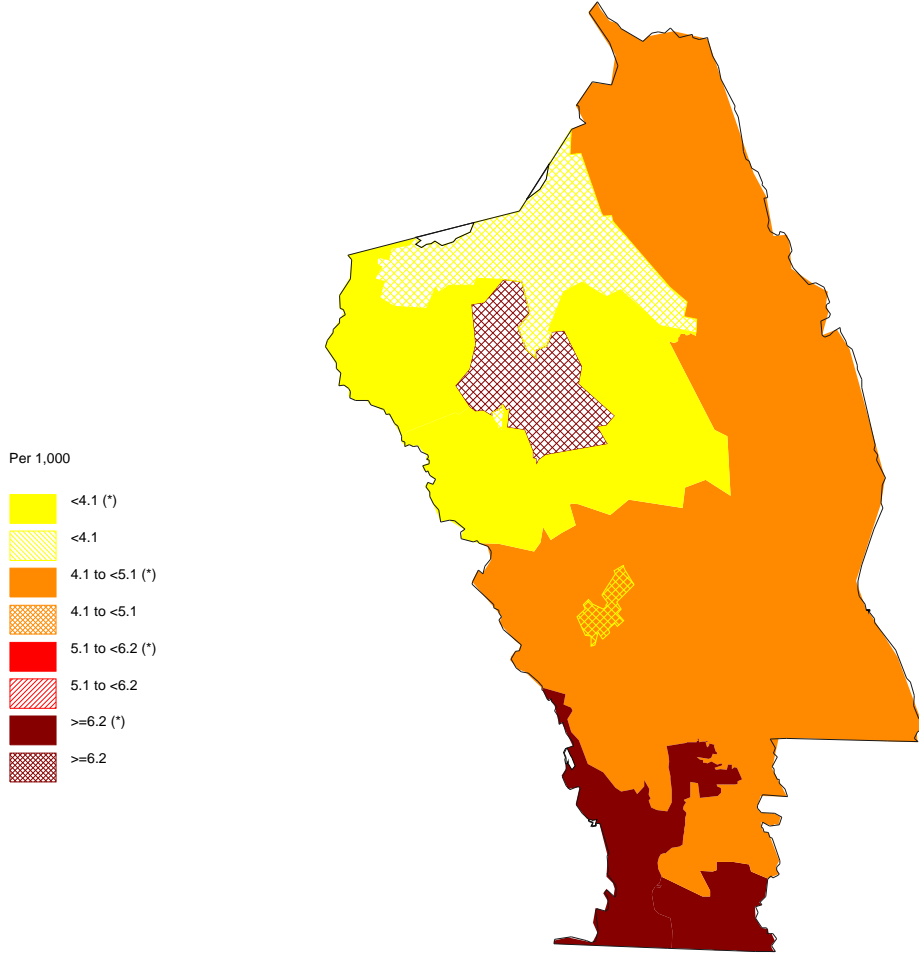 Per 1,000
<4.1 (*)
<4.1
4.1 to <5.1 (*)
4.1 to <5.1
5.1 to <6.2 (*)
5.1 to <6.2
>=6.2 (*)
>=6.2